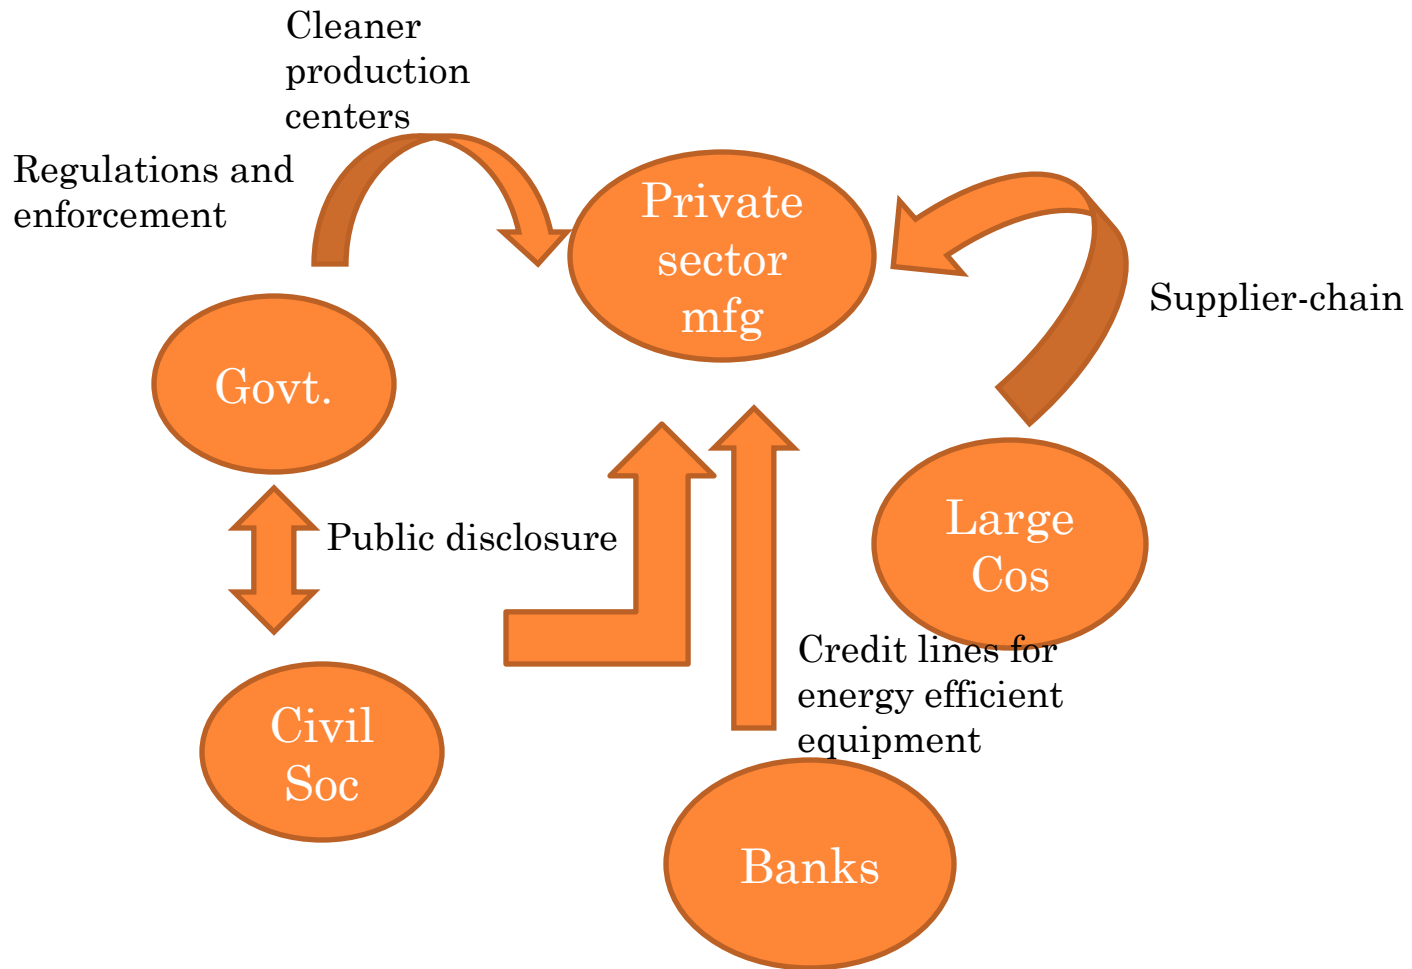 Cleaner
production
centers
Regulations and
enforcement
Private
sector
mfg
Supplier-chain
Govt.
Public disclosure
Large
Cos
Credit lines for
energy efficient
equipment
Civil
Soc
Banks